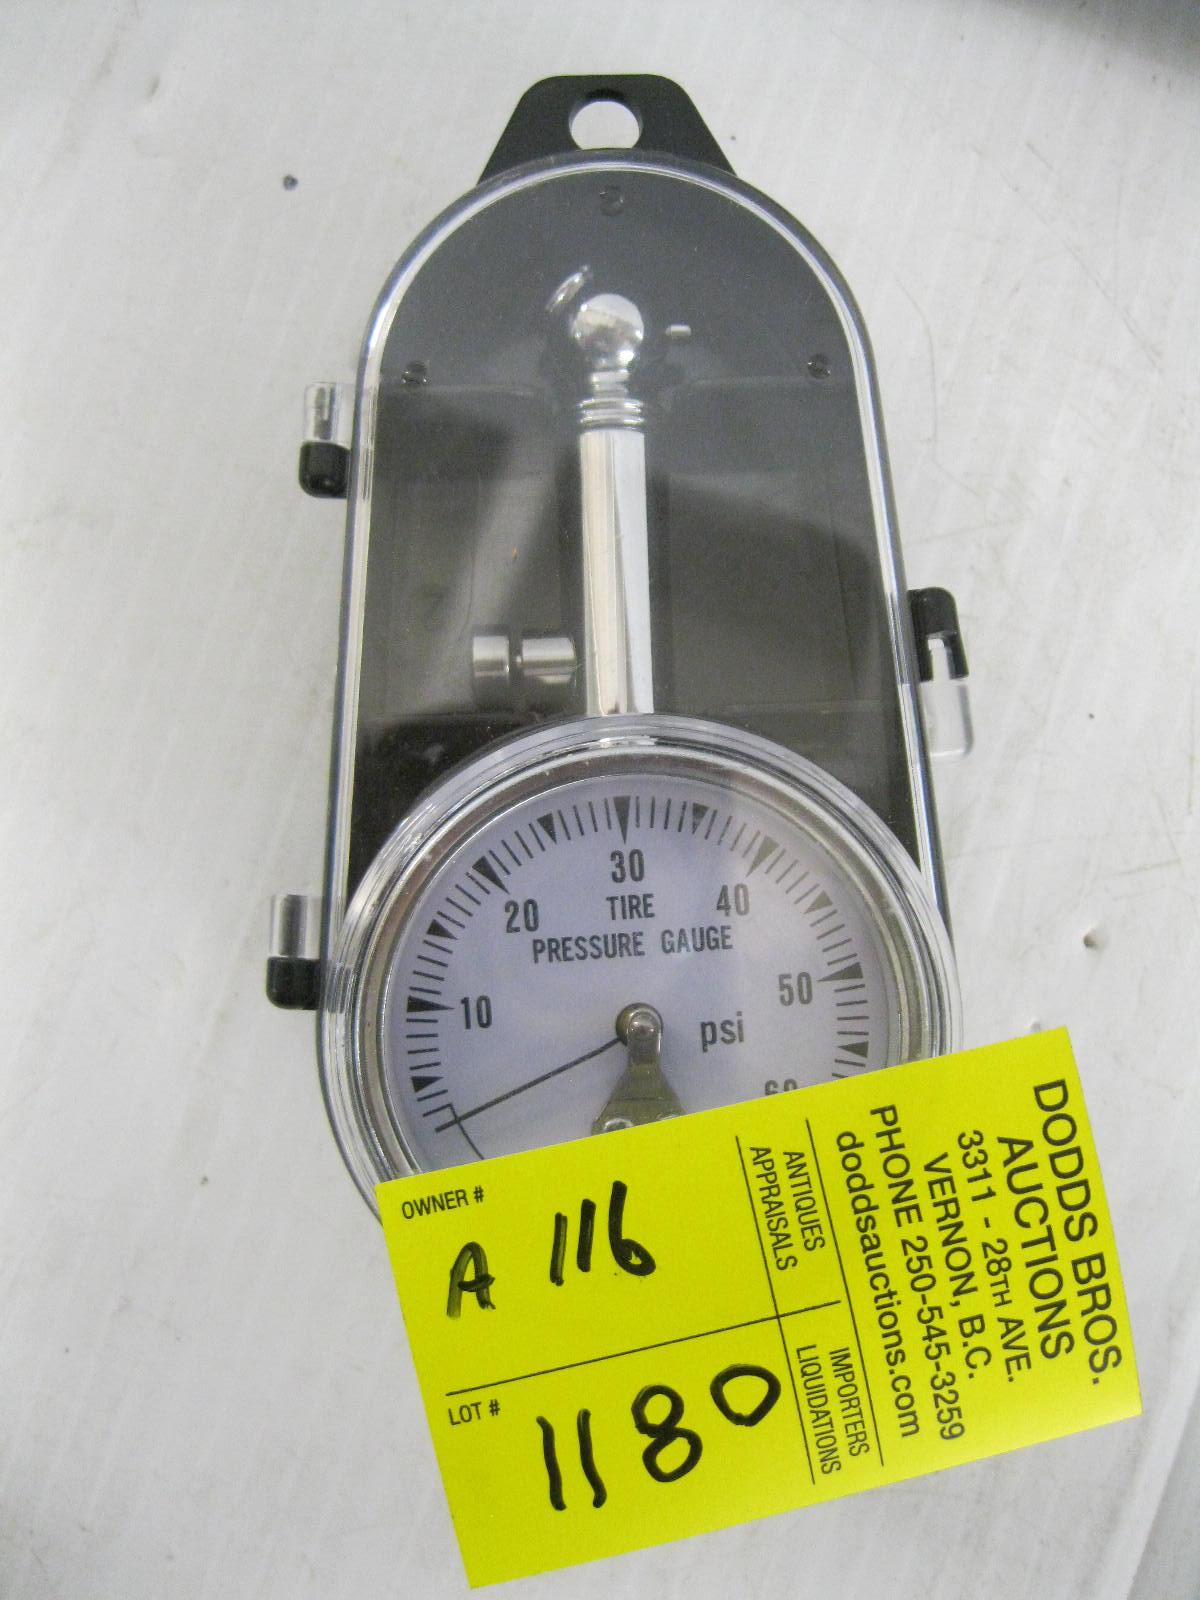 30
20
TIRE
40
PRESSURE GAUGE
10
50
psi
60
OWNER #
A 116
LOT #
1180
ANTIQUES
APPRAISALS
IMPORTERS
LIQUIDATIONS
DODDS BROS.
AUCTIONS
3311 - 28TH AVE.
VERNON, B.C.
PHONE 250-545-3259
doddsauctions.com